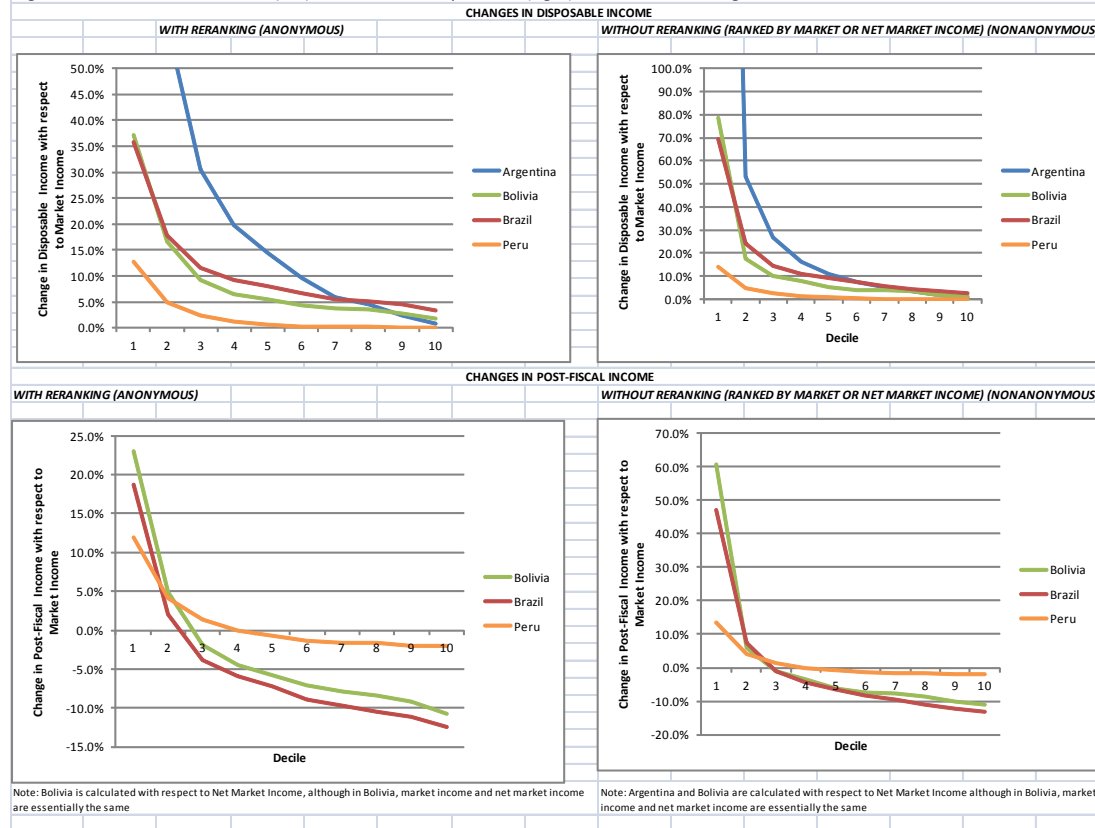 CHANGES IN DISPOSABLE INCOME
WITH RERANKING (ANONYMOUS)
WITHOUT RERANKING (RANKED BY MARKET OR NET MARKET INCOME) (NONANONYMOUS
Change in Disposable Income with respect
to Market Income
50.0%
45.0%
40.0%
35.0%
30.0%
25.0%
20.0%
15.0%
10.0%
5.0%
0.0%
1 2 3 4 5 6 7 8 9 10
Argentina
Bolivia
Brazil
Peru
Change in Disposable Income with respect
to Market Income
100.0%
90.0%
80.0%
70.0%
60.0%
50.0%
40.0%
30.0%
20.0%
10.0%
0.0%
1 2 3 4 5 6 7 8 9 10
Decile
Argentina
Bolivia
Brazil
Peru
CHANGES IN POST-FISCAL INCOME
WITH RERANKING (ANONYMOUS)
WITHOUT RERANKING (RANKED BY MARKET OR NET MARKET INCOME) (NONANONYMOUS
Change in Post-Fiscal Income with respect to
Market Income
25.0%
20.0%
15.0%
10.0%
5.0%
0.0%
-5.0%
-10.0%
-15.0%
1 2 3 4 5 6 7 8 9 10
Decile
Bolivia
Brazil
Peru
Change in Post-Fiscal Income with respect to
Market Income
70.0%
60.0%
50.0%
40.0%
30.0%
20.0%
10.0%
0.0%
-10.0%
-20.0%
1 2 3 4 5 6 7 8 9 10
Decile
Bolivia
Brazil
Peru
Note: Bolivia is calculated with respect to Net Market Income, although in Bolivia, market income and net market income
are essentially the same
Note: Argentina and Bolivia are calculated with respect to Net Market Income although in Bolivia, market
income and net market income are essentially the same